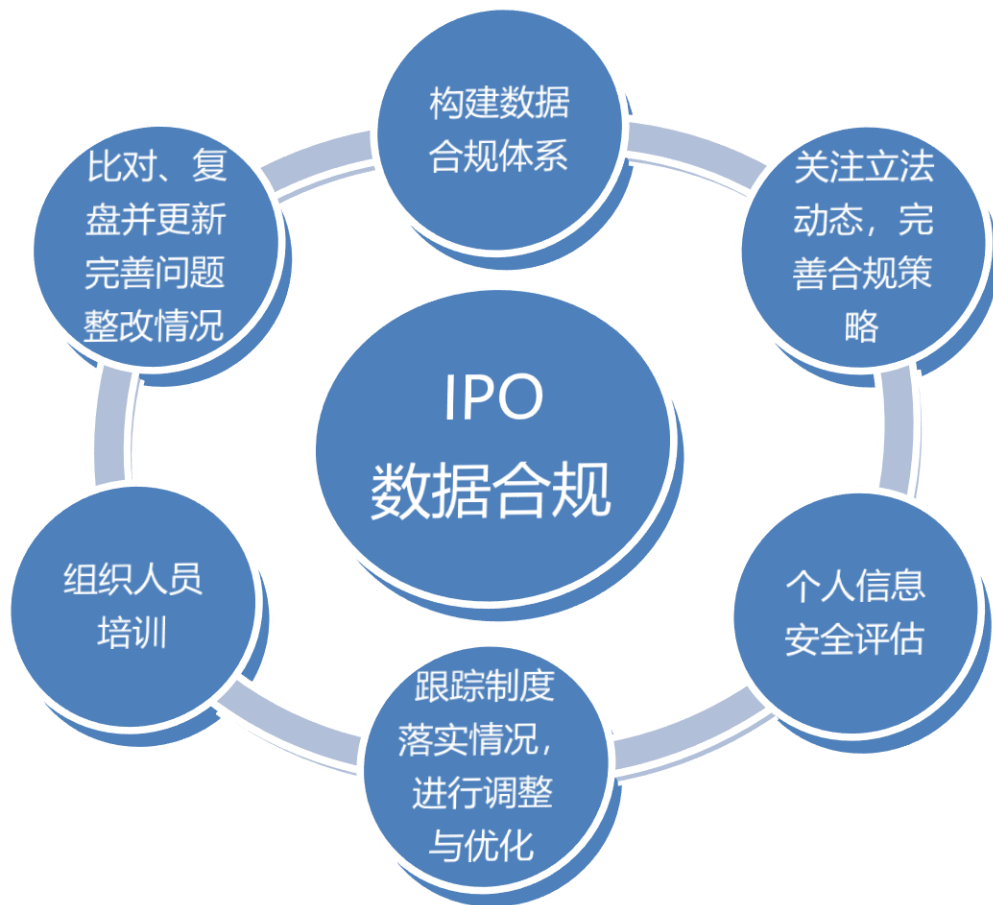 构建数据
合规体系
关注立法
动态，完
善合规策
略
个人信息
安全评估
跟踪制度
落实情况，
进行调整
与优化
组织人员
培训
比对、复
盘并更新
完善问题
整改情况
IPO
数据合规